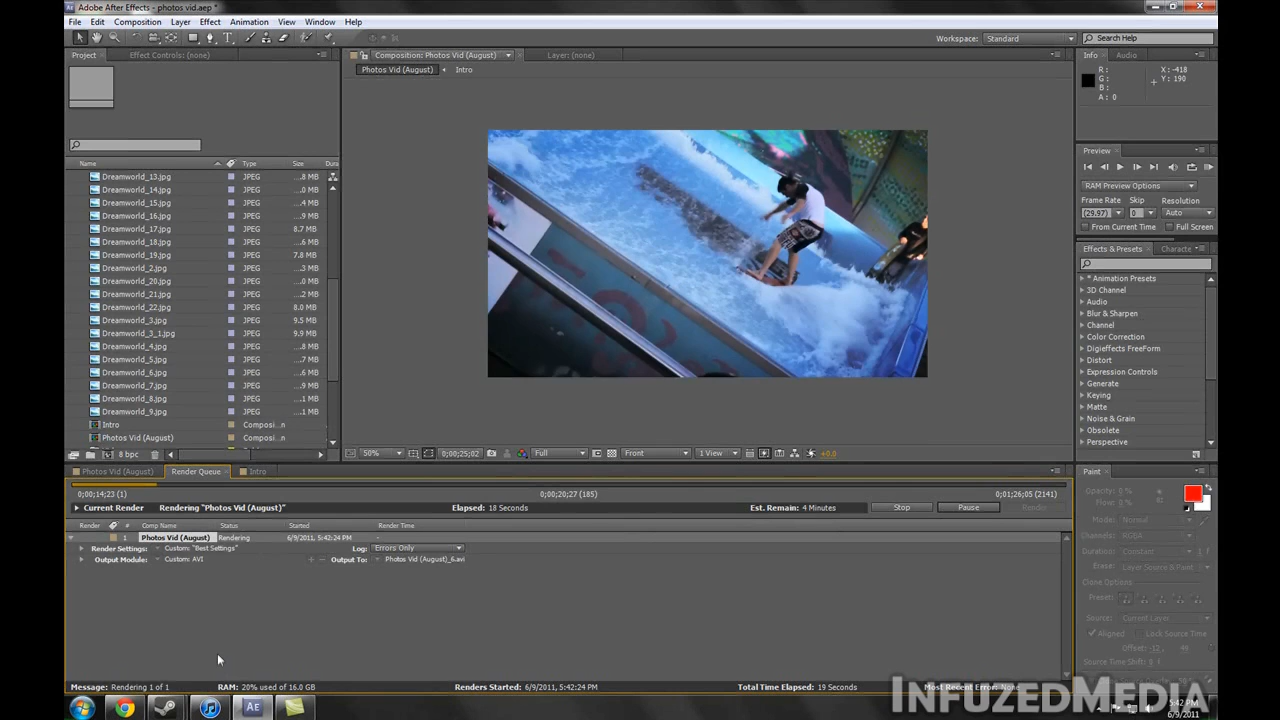 Adobe After Effects - photos vid.aep *
File Edit Composition Layer Effect Animation View Window Help
Workspace: Standard Search Help
Project Effect Controls: (none)
Composition: Photos Vid (August) Layer: (none)
Photos Vid (August) Intro
Info Audio
R: X: -418
G: Y: 190
B:
A: 0
Preview
RAM Preview Options
Frame Rate Skip Resolution
(29.97) 0 Auto
From Current Time Full Screen
Effects & Presets Characte
* Animation Presets
3D Channel
Audio
Blur & Sharpen
Channel
Color Correction
Digieffects FreeForm
Distort
Expression Controls
Generate
Keying
Matte
Noise & Grain
Obsolete
Perspective
Name Type Size Dura
Dreamworld_13.jpg JPEG ...8 MB
Dreamworld_14.jpg JPEG ...0 MB
Dreamworld_15.jpg JPEG ...4 MB
Dreamworld_16.jpg JPEG ...9 MB
Dreamworld_17.jpg JPEG 8.7 MB
Dreamworld_18.jpg JPEG ...6 MB
Dreamworld_19.jpg JPEG 7.8 MB
Dreamworld_2.jpg JPEG ...3 MB
Dreamworld_20.jpg JPEG ...0 MB
Dreamworld_21.jpg JPEG ...2 MB
Dreamworld_22.jpg JPEG 8.0 MB
Dreamworld_3.jpg JPEG 9.5 MB
Dreamworld_3_1.jpg JPEG 9.9 MB
Dreamworld_4.jpg JPEG ...8 MB
Dreamworld_5.jpg JPEG ...7 MB
Dreamworld_6.jpg JPEG ...6 MB
Dreamworld_7.jpg JPEG ...9 MB
Dreamworld_8.jpg JPEG ...1 MB
Dreamworld_9.jpg JPEG ...1 MB
Intro Composi...n
Photos Vid (August) Composi...n
8 bpc
50% 0;00;25;02 Full Front 1 View +0.0
Photos Vid (August) Render Queue Intro
0;00;14;23 (1) 0;00;20;27 (185) 0;01;26;05 (2141)
Current Render Rendering "Photos Vid (August)" Elapsed: 18 Seconds Est. Remain: 4 Minutes Stop Pause Render
Render # Comp Name Status Started Render Time
1 Photos Vid (August) Rendering 6/9/2011, 5:42:24 PM -
Render Settings: Custom: "Best Settings" Log: Errors Only
Output Module: Custom: AVI + − Output To: Photos Vid (August)_6.avi
Message: Rendering 1 of 1 RAM: 20% used of 16.0 GB Renders Started: 6/9/2011, 5:42:24 PM Total Time Elapsed: 19 Seconds Most Recent Error: None
Paint
Opacity: 0 %
Flow: 0 %
Mode: Normal
Channels: RGBA
Duration: Constant
Erase: Layer Source & Paint
Clone Options
Preset:
Source: Current Layer
Aligned Lock Source Time
Offset: -12
Source Time Shift: 0
INFUZEDMEDIA
Ae
5:42 PM
6/9/2011